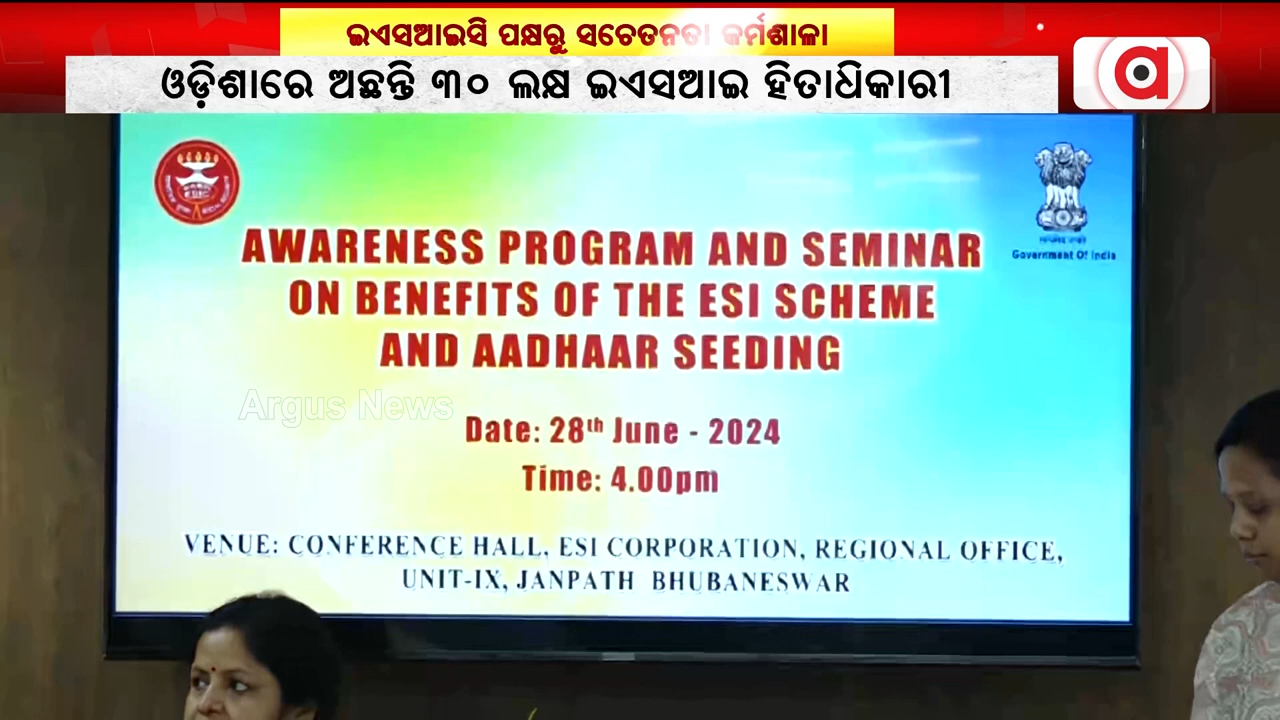 ଇଏସଆଇସି ପକ୍ଷରୁ ସଚେତନତା କର୍ମଶାଳା
ଓଡ଼ିଶାରେ ଅଛନ୍ତି ୩୦ ଲକ୍ଷ ଇଏସଆଇ ହିତାଧିକାରୀ
a
Government Of India
AWARENESS PROGRAM AND SEMINAR
ON BENEFITS OF THE ESI SCHEME
AND AADHAAR SEEDING
Argus News
Date: 28th June - 2024
Time: 4.00pm
VENUE: CONFERENCE HALL, ESI CORPORATION, REGIONAL OFFICE,
UNIT-IX, JANPATH BHUBANESWAR